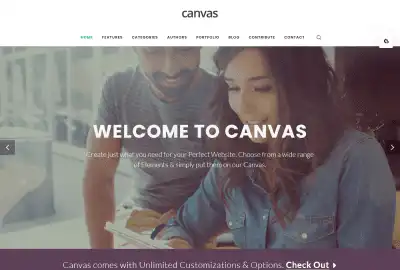 canvas
HOME FEATURES CATEGORIES AUTHORS PORTFOLIO BLOG CONTRIBUTE CONTACT
WELCOME TO CANVAS
Create just what you need for your Perfect Website. Choose from a wide range
of Elements & simply put them on our Canvas.
Canvas comes with Unlimited Customizations & Options. Check Out